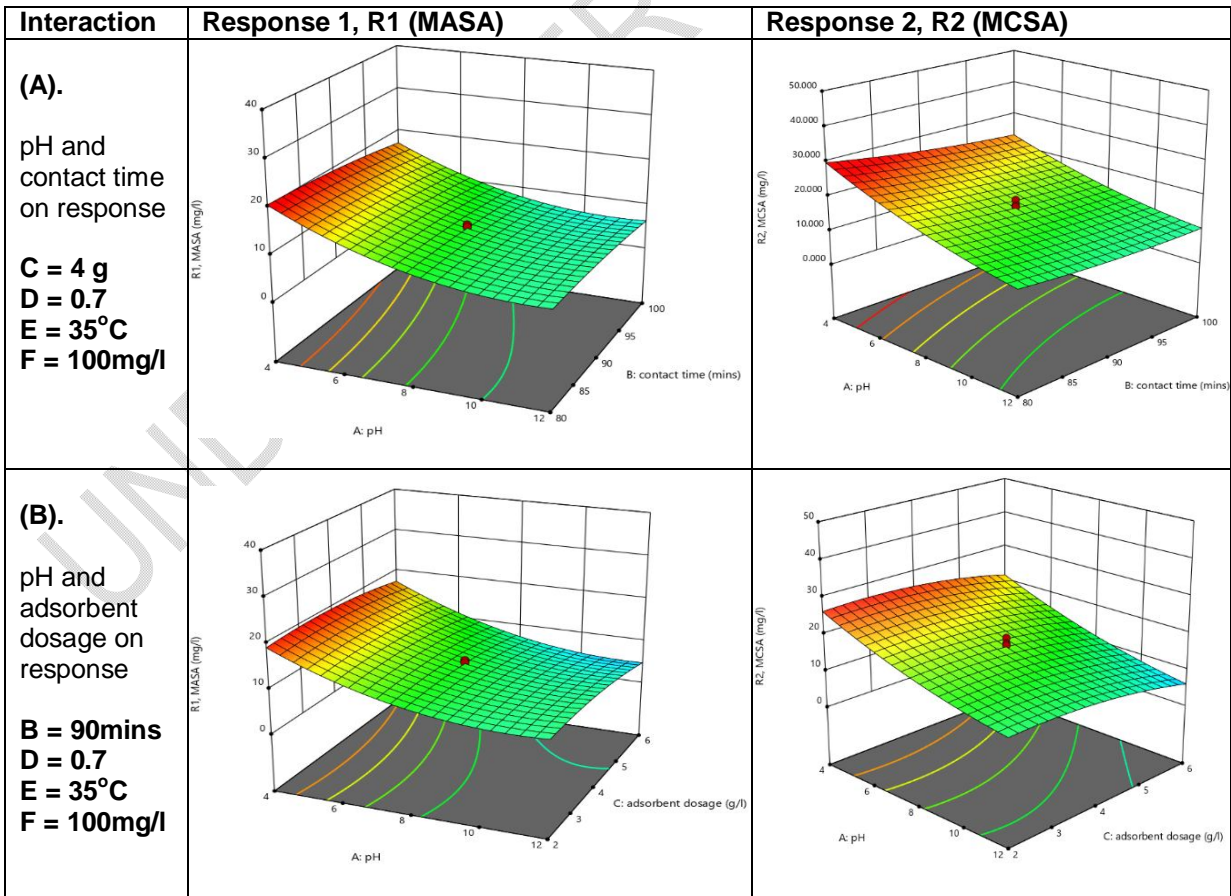 Interaction
Response 1, R1 (MASA)
Response 2, R2 (MCSA)
(A).
pH and
contact time
on response
C = 4 g
D = 0.7
E = 35°C
F = 100mg/l
40
30
20
10
0
R1, MASA (mg/l)
4
6
8
10
12
A: pH
80
85
90
95
100
B: contact time (mins)
50.000
40.000
30.000
20.000
10.000
0.000
R2, MCSA (mg/l)
4
6
8
10
12
A: pH
80
85
90
95
100
B: contact time (mins)
(B).
pH and
adsorbent
dosage on
response
B = 90mins
D = 0.7
E = 35°C
F = 100mg/l
40
30
20
10
0
R1, MASA (mg/l)
4
6
8
10
12
A: pH
2
3
4
5
6
C: adsorbent dosage (g/l)
50
40
30
20
10
0
R2, MCSA (mg/l)
4
6
8
10
12
A: pH
2
3
4
5
6
C: adsorbent dosage (g/l)